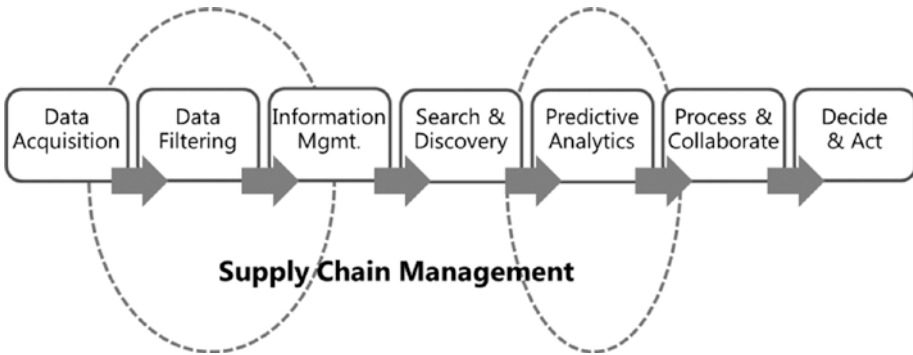 Data
Acquisition
Data
Filtering
Information
Mgmt.
Search &
Discovery
Predictive
Analytics
Process &
Collaborate
Decide
& Act
Supply Chain Management